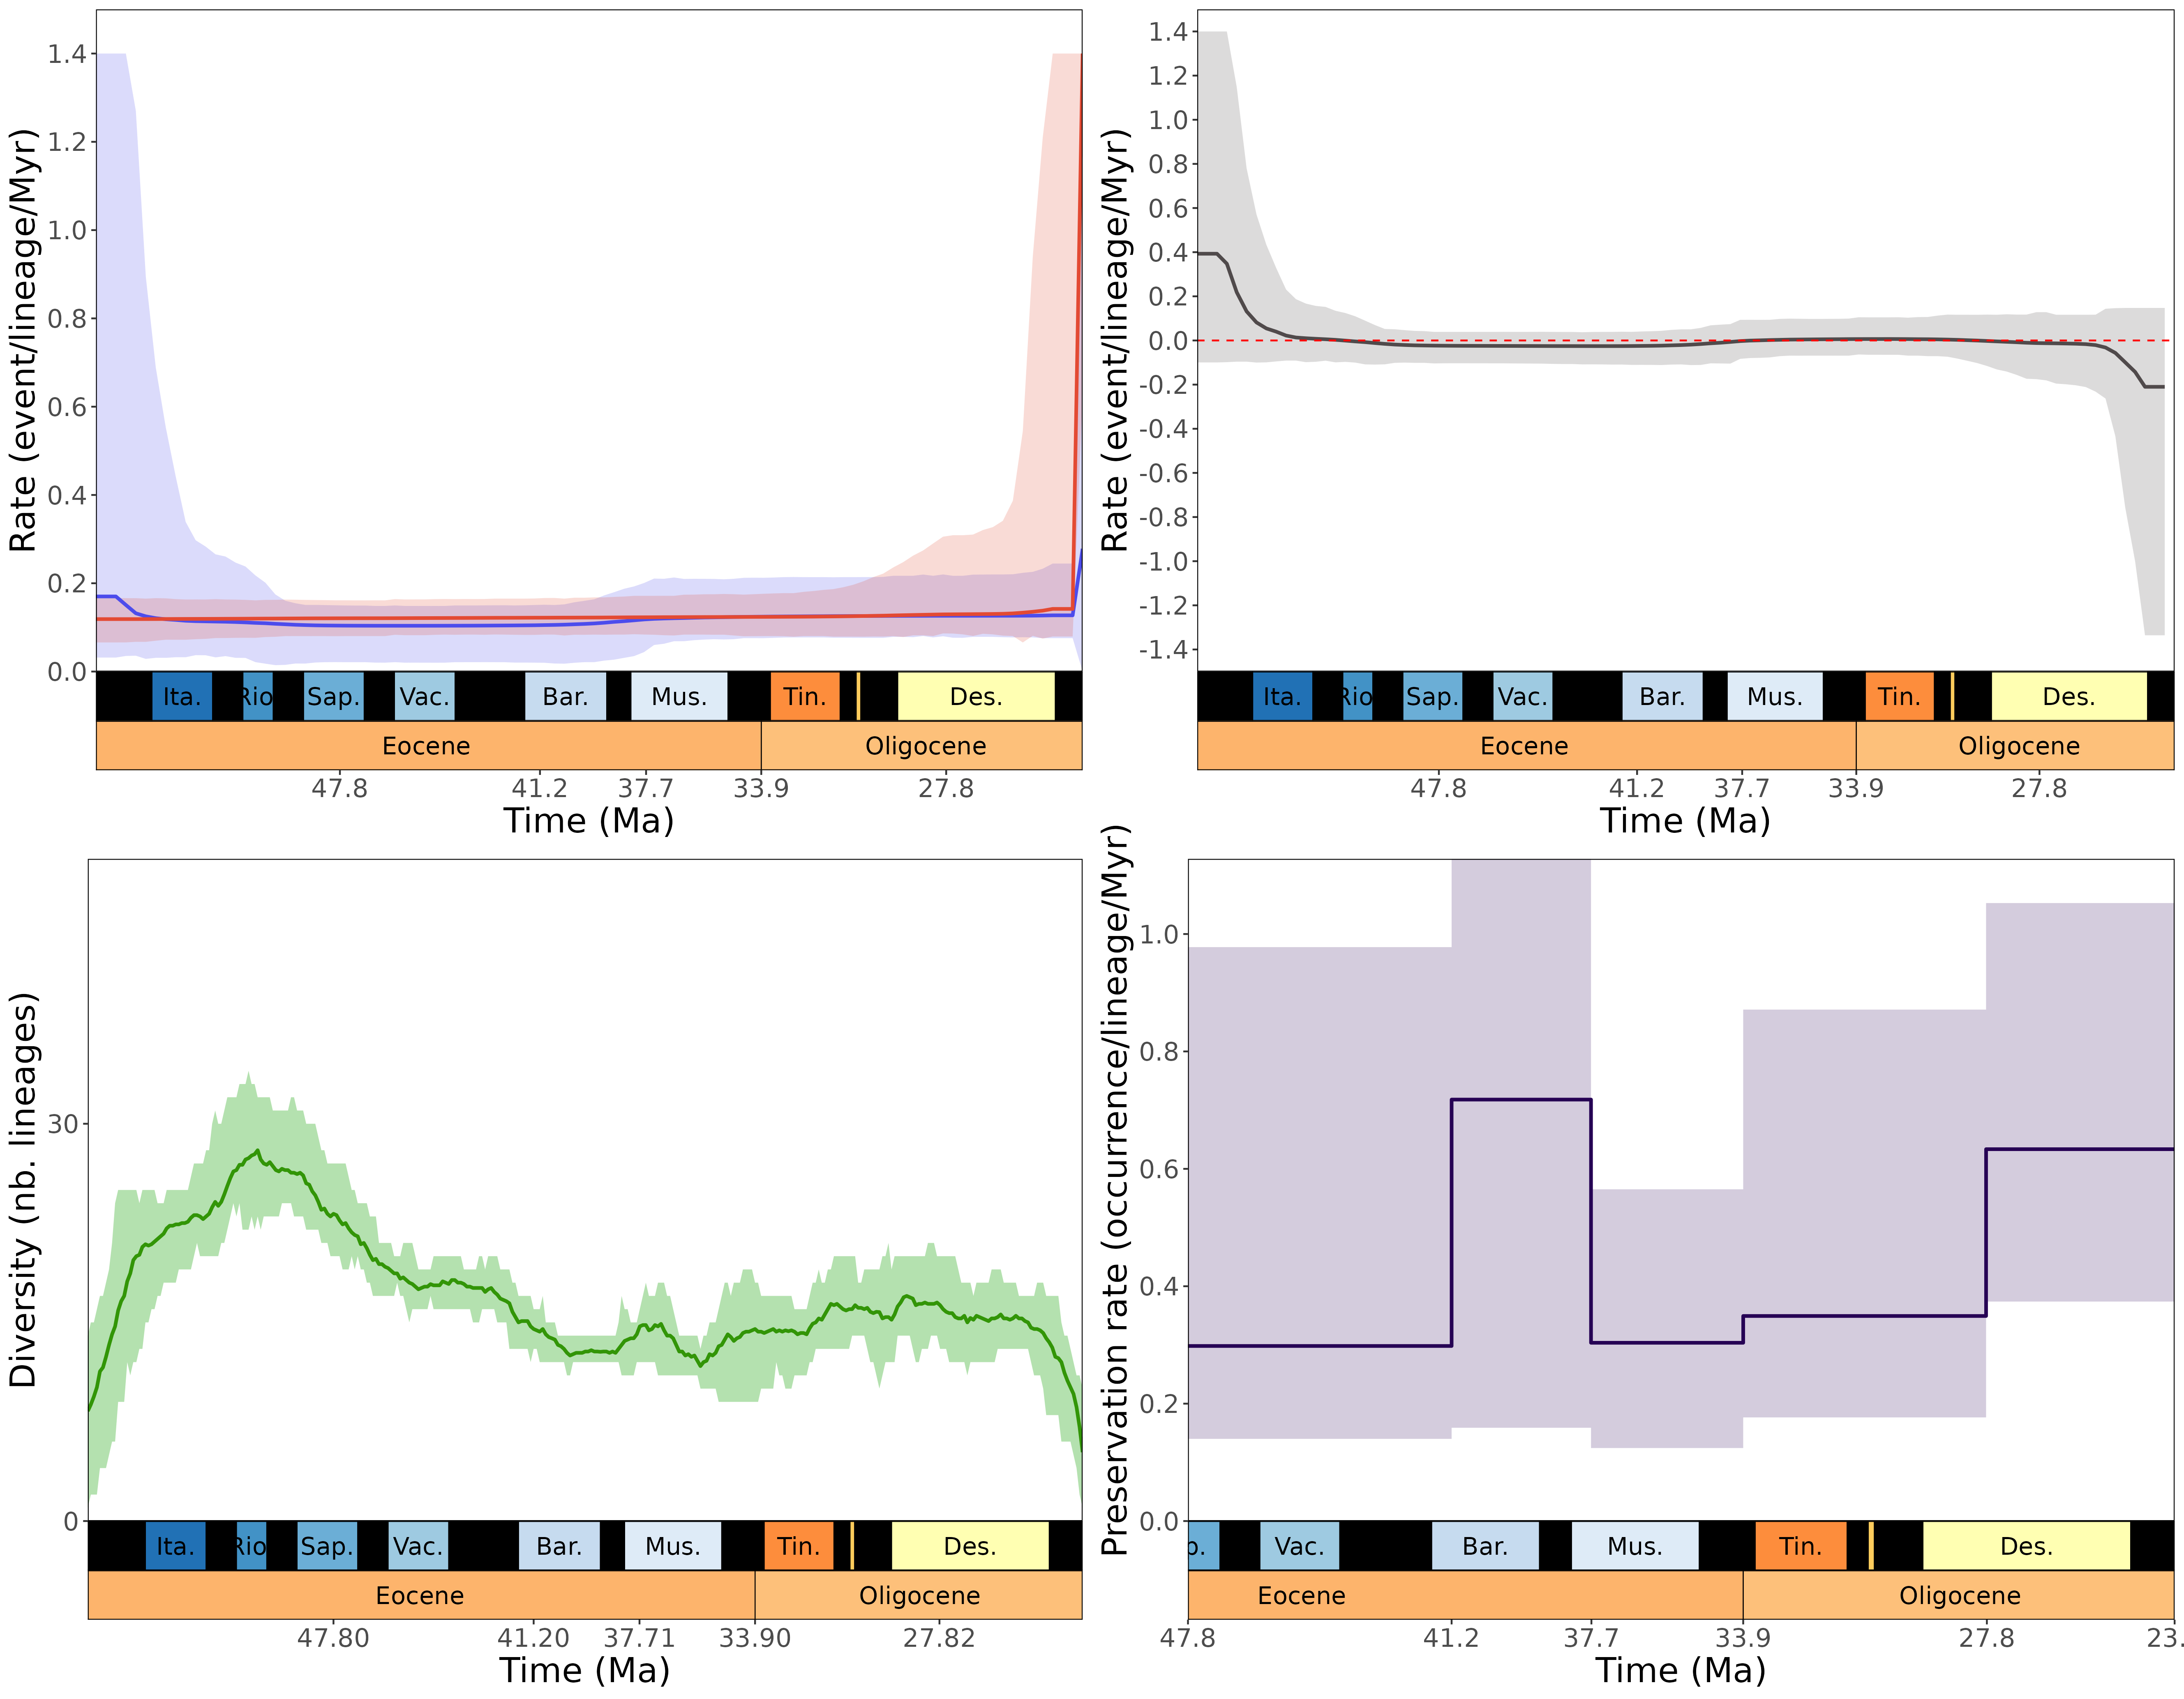 Rate (event/lineage/Myr)
1.4
1.2
1.0
0.8
0.6
0.4
0.2
0.0
Ita. Rio Sap. Vac. Bar. Mus. Tin. Des.
Eocene Oligocene
47.8 41.2 37.7 33.9 27.8
Time (Ma)
Rate (event/lineage/Myr)
1.4
1.2
1.0
0.8
0.6
0.4
0.2
0.0
-0.2
-0.4
-0.6
-0.8
-1.0
-1.2
-1.4
Ita. Rio Sap. Vac. Bar. Mus. Tin. Des.
Eocene Oligocene
47.8 41.2 37.7 33.9 27.8
Time (Ma)
Diversity (nb. lineages)
30
0
Ita. Rio Sap. Vac. Bar. Mus. Tin. Des.
Eocene Oligocene
47.80 41.20 37.71 33.90 27.82
Time (Ma)
Preservation rate (occurrence/lineage/Myr)
1.0
0.8
0.6
0.4
0.2
0.0
Vac. Bar. Mus. Tin. Des.
Eocene Oligocene
47.8 41.2 37.7 33.9 27.8 23.
Time (Ma)